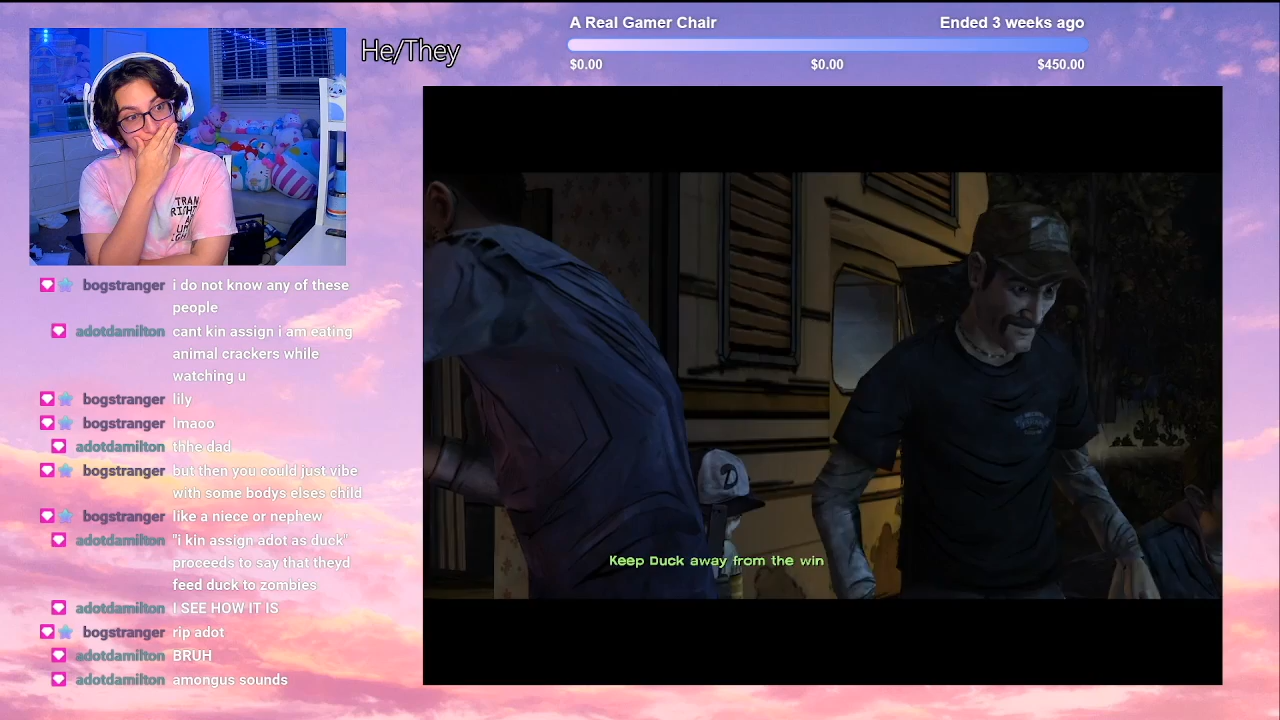 A Real Gamer Chair
Ended 3 weeks ago
$0.00
$0.00
$450.00
He/They
TRAN
RIGHT
bogstranger i do not know any of these
people
adotdamilton cant kin assign i am eating
animal crackers while
watching u
bogstranger lily
bogstranger lmaoo
adotdamilton thhe dad
bogstranger but then you could just vibe
with some bodys elses child
bogstranger like a niece or nephew
adotdamilton "i kin assign adot as duck"
proceeds to say that theyd
feed duck to zombies
adotdamilton I SEE HOW IT IS
bogstranger rip adot
adotdamilton BRUH
adotdamilton amongus sounds
D
Keep Duck away from the win